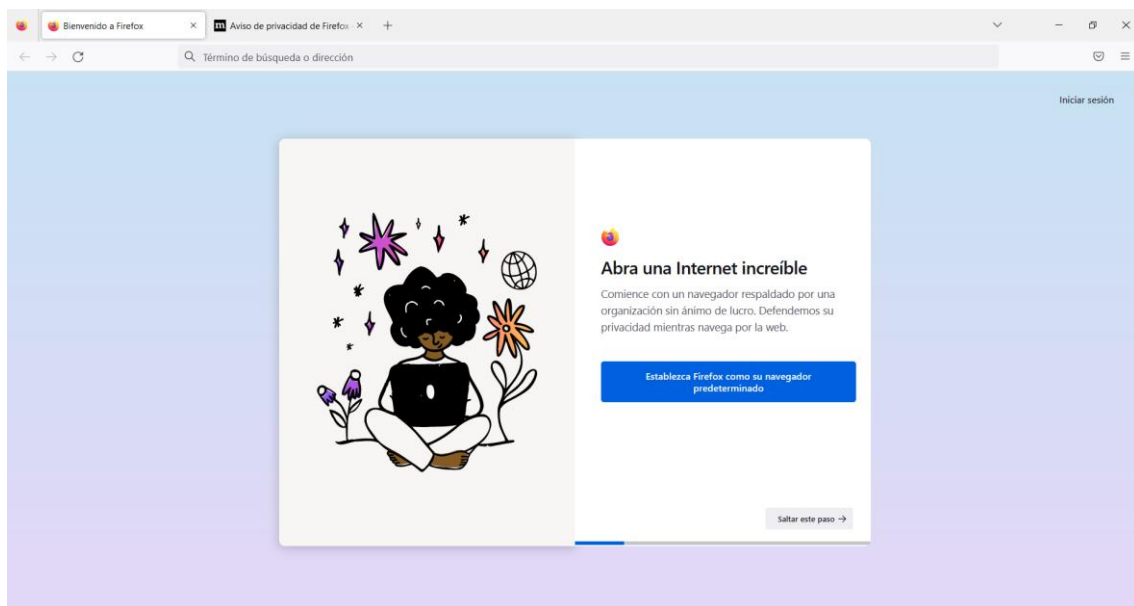 Bienvenido a Firefox
Aviso de privacidad de Firefox
Término de búsqueda o dirección
Iniciar sesión
Abra una Internet increíble
Comience con un navegador respaldado por una
organización sin ánimo de lucro. Defendemos su
privacidad mientras navega por la web.
Establezca Firefox como su navegador
predeterminado
Saltar este paso →